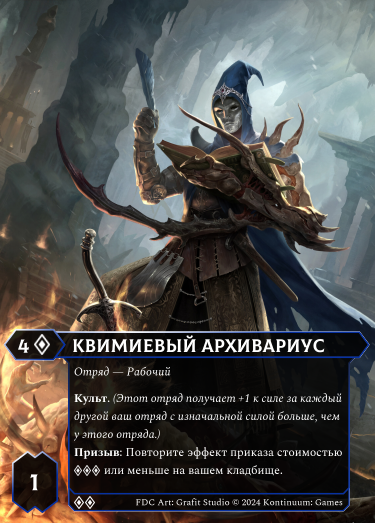 4
КВИМИЕВЫЙ АРХИВАРИУС
Отряд — Рабочий
Культ. (Этот отряд получает +1 к силе за каждый
другой ваш отряд с изначальной силой больше, чем
у этого отряда.)
Призыв: Повторите эффект приказа стоимостью
или меньше на вашем кладбище.
1
FDC Art: Grafit Studio © 2024 Kontinuum: Games